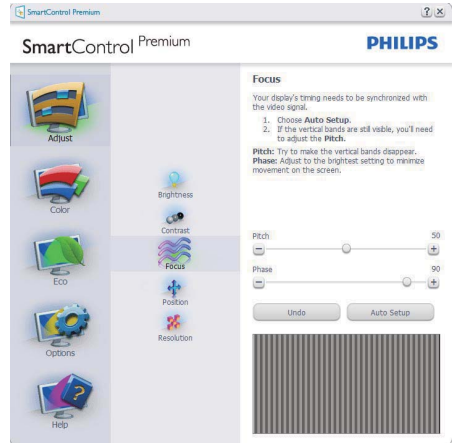 SmartControl Premium
SmartControl Premium
PHILIPS
Adjust
Color
Eco
Options
Help
Brightness
Contrast
Focus
Position
Resolution
Focus
Your display's timing needs to be synchronized with
the video signal.
1. Choose Auto Setup.
2. If the vertical bands are still visible, you'll need
to adjust the Pitch.
Pitch: Try to make the vertical bands disappear.
Phase: Adjust to the brightest setting to minimize
movement on the screen.
Pitch 50
Phase 90
Undo Auto Setup